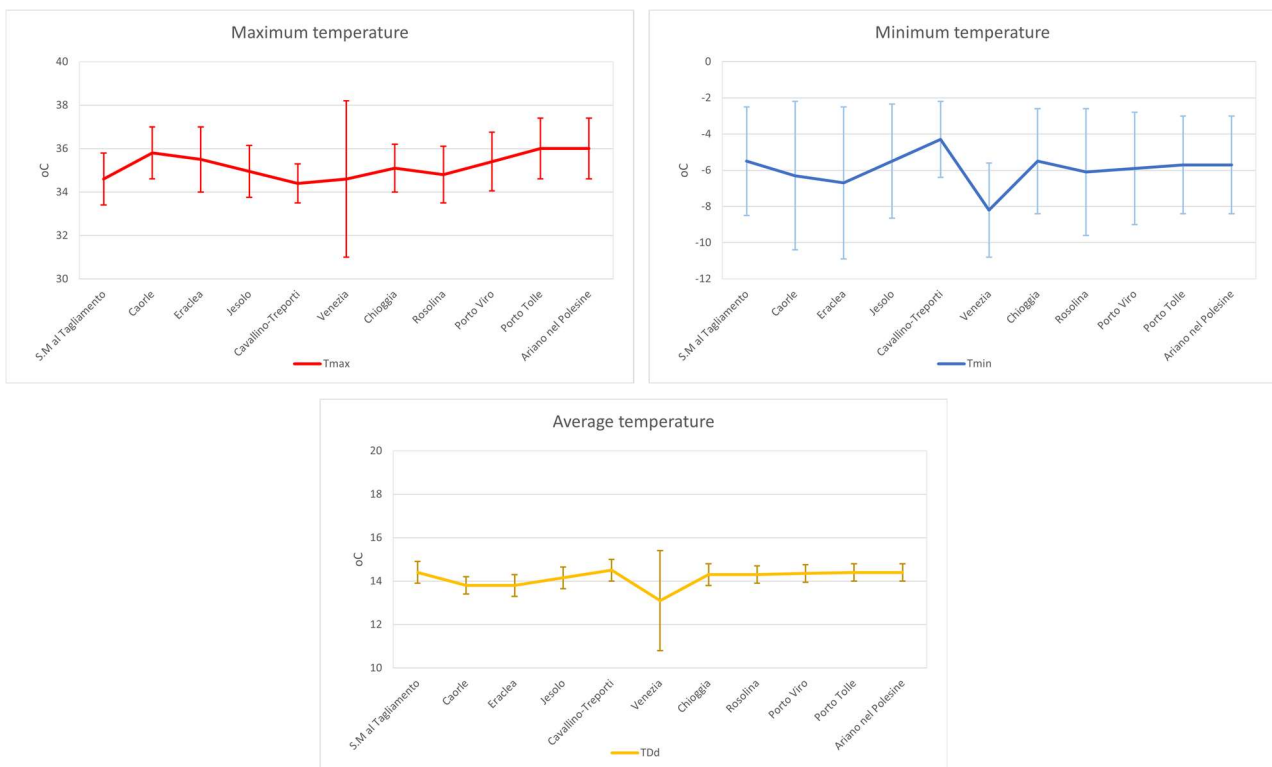 Maximum temperature
40
38
36
34
32
30
oC
S.M al Tagliamento
Caorle
Eraclea
Jesolo
Cavallino-Treporti
Venezia
Chioggia
Rosolina
Porto Viro
Porto Tolle
Ariano nel Polesine
Tmax
Minimum temperature
0
-2
-4
-6
-8
-10
-12
oC
S.M al Tagliamento
Caorle
Eraclea
Jesolo
Cavallino-Treporti
Venezia
Chioggia
Rosolina
Porto Viro
Porto Tolle
Ariano nel Polesine
Tmin
Average temperature
20
18
16
14
12
10
oC
S.M al Tagliamento
Caorle
Eraclea
Jesolo
Cavallino-Treporti
Venezia
Chioggia
Rosolina
Porto Viro
Porto Tolle
Ariano nel Polesine
TDd